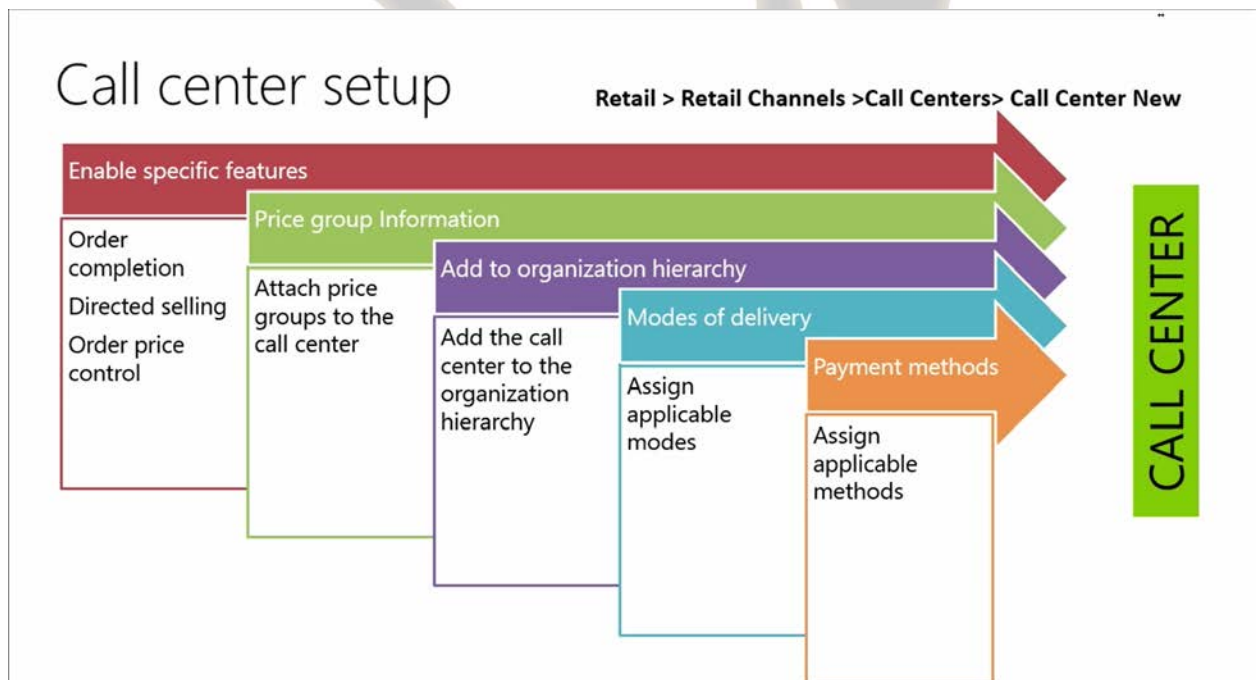 Call center setup
Retail > Retail Channels >Call Centers> Call Center New
Enable specific features
Order
completion
Directed selling
Order price
control
Price group Information
Attach price
groups to the
call center
Add to organization hierarchy
Add the call
center to the
organization
hierarchy
Modes of delivery
Assign
applicable
modes
Payment methods
Assign
applicable
methods
CALL CENTER